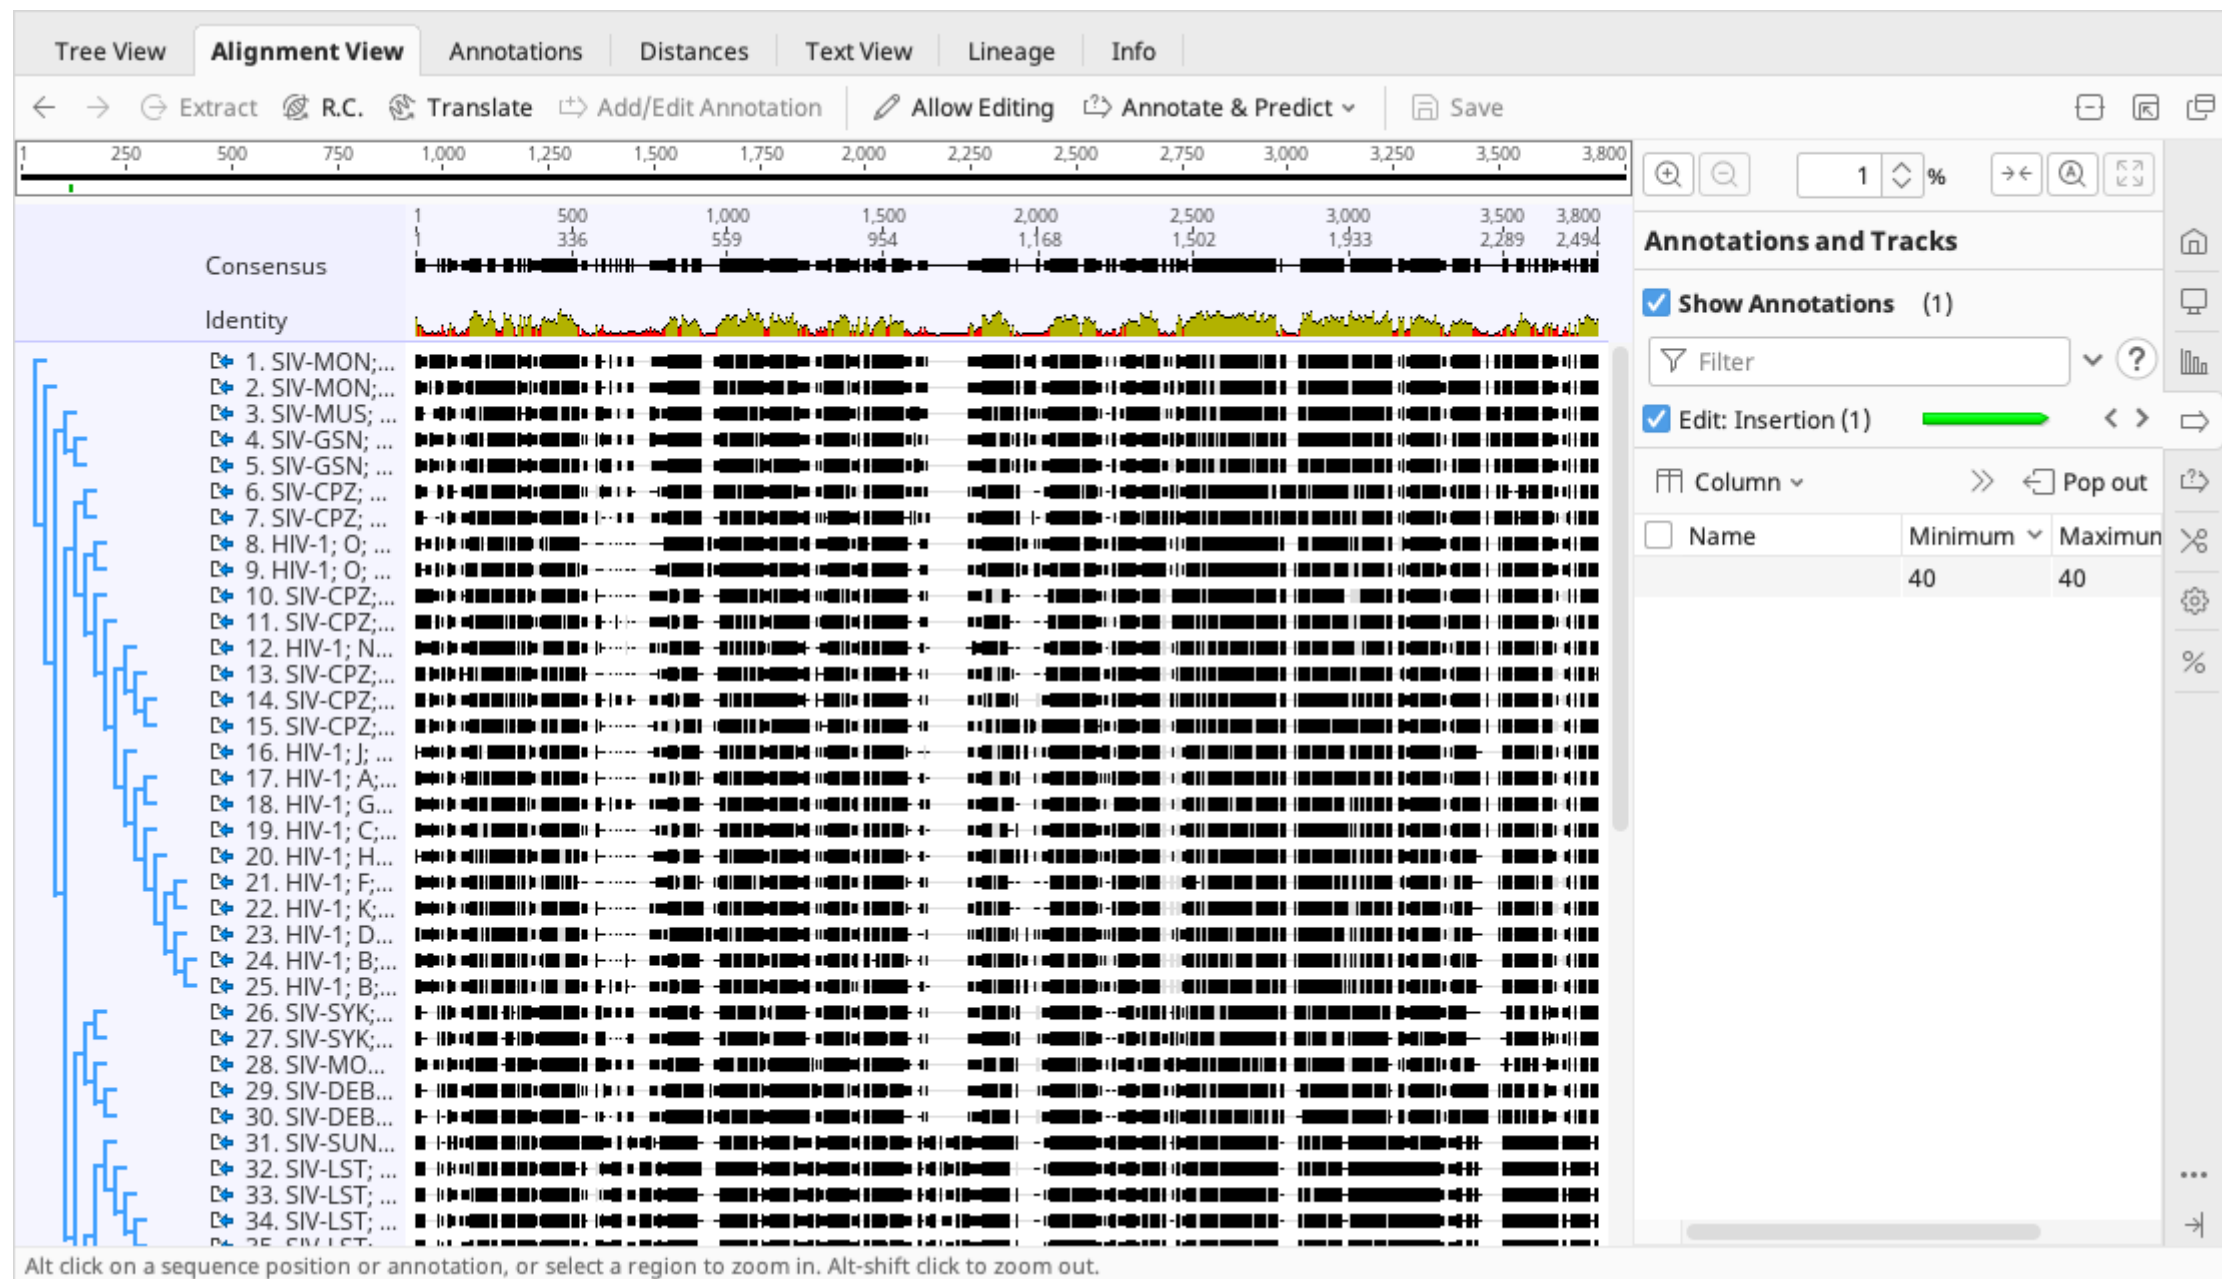 Tree View Alignment View Annotations Distances Text View Lineage Info
Extract R.C. Translate Add/Edit Annotation Allow Editing Annotate & Predict Save
1 250 500 750 1,000 1,250 1,500 1,750 2,000 2,250 2,500 2,750 3,000 3,250 3,500 3,800
1 %
1 500 1,000 1,500 2,000 2,500 3,000 3,500 3,800
1 336 559 954 1,168 1,502 1,933 2,289 2,494
Consensus
Identity
1. SIV-MON;...
2. SIV-MON;...
3. SIV-MUS; ...
4. SIV-GSN; ...
5. SIV-GSN; ...
6. SIV-CPZ; ...
7. SIV-CPZ; ...
8. HIV-1; O; ...
9. HIV-1; O; ...
10. SIV-CPZ;...
11. SIV-CPZ;...
12. HIV-1; N...
13. SIV-CPZ;...
14. SIV-CPZ;...
15. SIV-CPZ;...
16. HIV-1; J; ...
17. HIV-1; A;...
18. HIV-1; G...
19. HIV-1; C;...
20. HIV-1; H...
21. HIV-1; F;...
22. HIV-1; K;...
23. HIV-1; D...
24. HIV-1; B;...
25. HIV-1; B;...
26. SIV-SYK;...
27. SIV-SYK;...
28. SIV-MO...
29. SIV-DEB...
30. SIV-DEB...
31. SIV-SUN...
32. SIV-LST; ...
33. SIV-LST; ...
34. SIV-LST; ...
Annotations and Tracks
Show Annotations (1)
Filter
?
Edit: Insertion (1)
Column Pop out
Name Minimum Maximun
40 40
Alt click on a sequence position or annotation, or select a region to zoom in. Alt-shift click to zoom out.